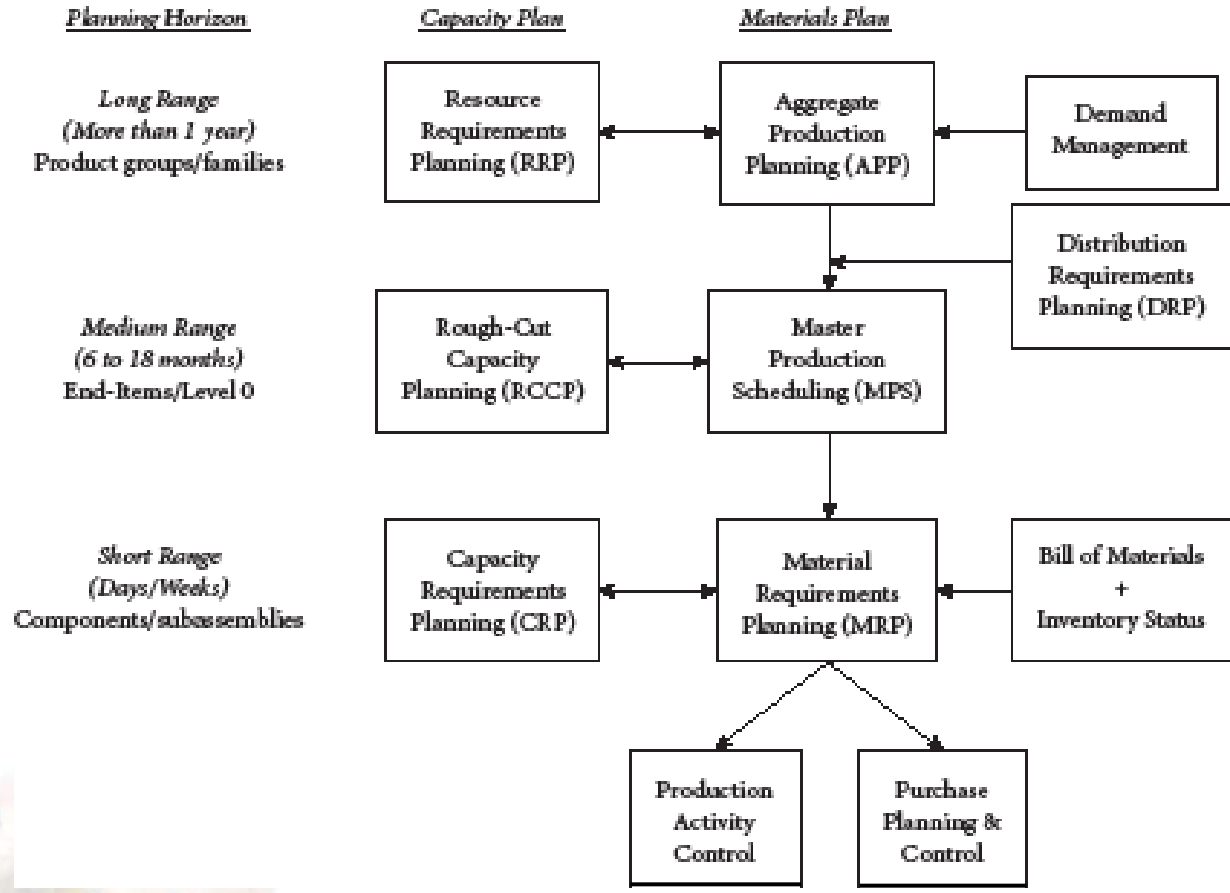 Planning Horizon
Capacity Plan
Materials Plan
Long Range
(More than 1 year)
Product groups/families
Resource
Requirements
Planning (RRP)
Aggregate
Production
Planning (APP)
Demand
Management
Distribution
Requirements
Planning (DRP)
Medium Range
(6 to 18 months)
End-Items/Level 0
Rough-Cut
Capacity
Planning (RCCP)
Master
Production
Scheduling (MPS)
Short Range
(Days/Weeks)
Components/subassemblies
Capacity
Requirements
Planning (CRP)
Material
Requirements
Planning (MRP)
Bill of Materials
+
Inventory Status
Production
Activity
Control
Purchase
Planning &
Control